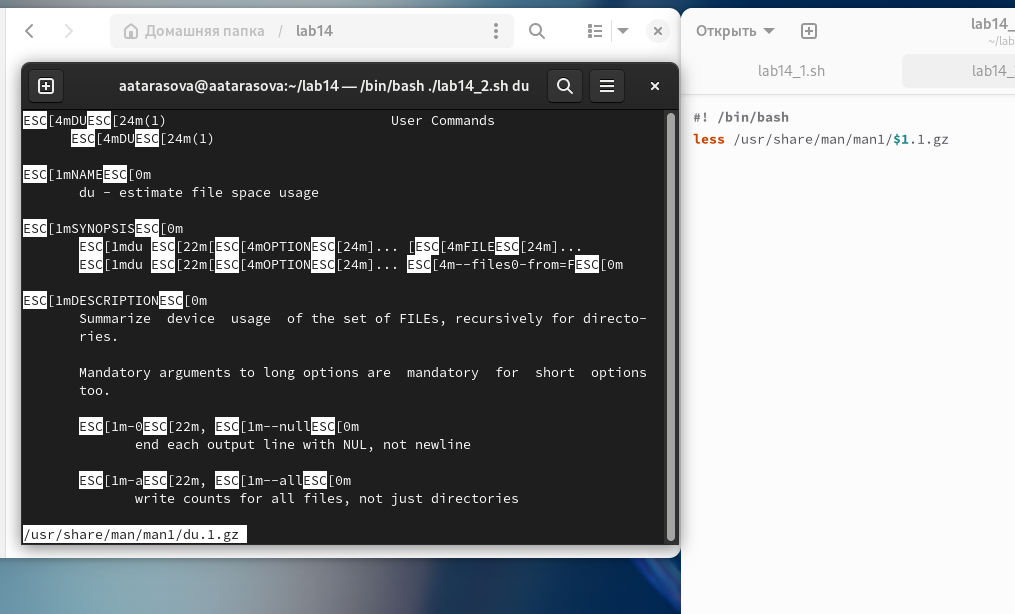 Домашняя папка / lab14
aatarasova@aatarasova:~/lab14 — /bin/bash ./lab14_2.sh du
ESC[4mDUESC[24m(1)                            User Commands
      ESC[4mDUESC[24m(1)
ESC[1mNAMEESC[0m
       du - estimate file space usage
ESC[1mSYNOPSISESC[0m
       ESC[1mdu ESC[22m[ESC[4mOPTIONESC[24m]... [ESC[4mFILEESC[24m]...
       ESC[1mdu ESC[22m[ESC[4mOPTIONESC[24m]... ESC[4m--files0-from=FESC[0m
ESC[1mDESCRIPTIONESC[0m
       Summarize  device  usage  of the set of FILEs, recursively for directo-
       ries.
       Mandatory arguments to long options are  mandatory  for  short  options
       too.
       ESC[1m-0ESC[22m, ESC[1m--nullESC[0m
              end each output line with NUL, not newline
       ESC[1m-aESC[22m, ESC[1m--allESC[0m
              write counts for all files, not just directories
/usr/share/man/man1/du.1.gz
Открыть
lab14_
~/lab
lab14_1.sh
lab14_
#! /bin/bash
less /usr/share/man/man1/$1.1.gz